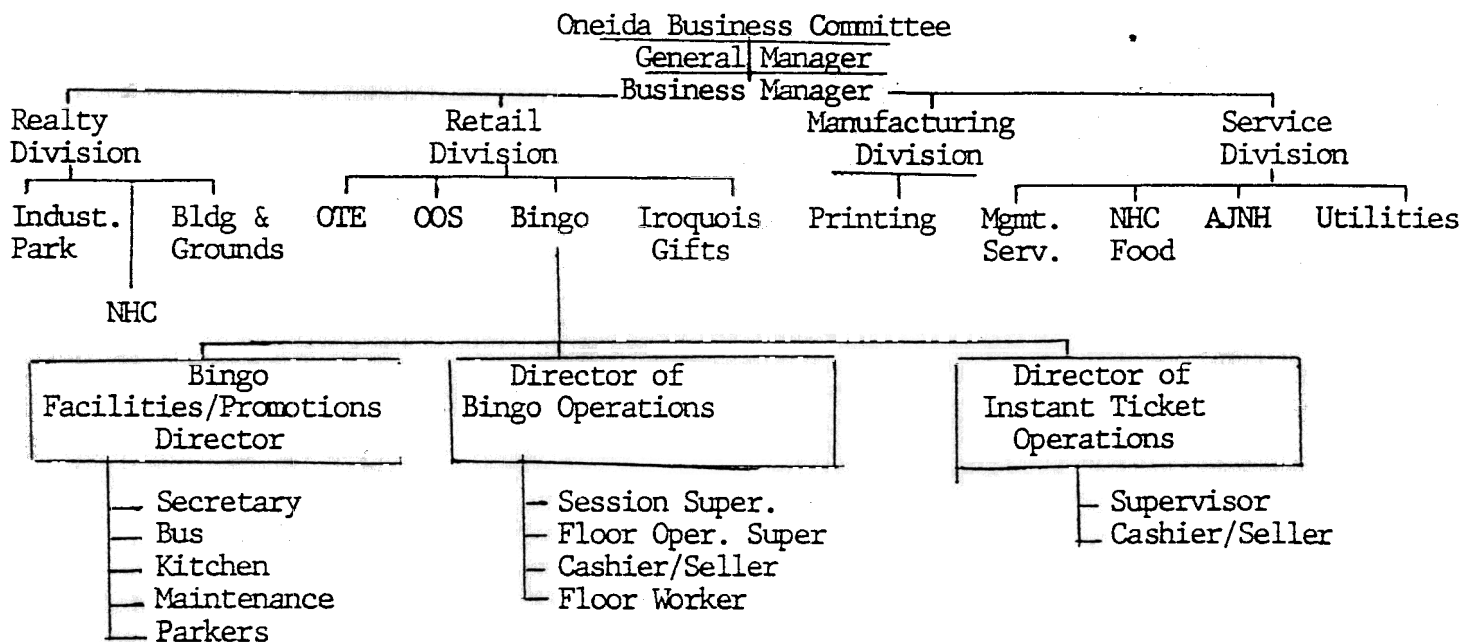 Oneida Business Committee
General Manager
Business Manager
Realty Division
Retail Division
Manufacturing Division
Service Division
Indust. Park
Bldg & Grounds
OTE
OOS
Bingo
Iroquois Gifts
Printing
Mgmt. Serv.
NHC Food
AJNH
Utilities
NHC
Bingo
Facilities/Promotions
Director
Director of
Bingo Operations
Director of
Instant Ticket
Operations
Secretary
Bus
Kitchen
Maintenance
Parkers
Session Super.
Floor Oper. Super
Cashier/Seller
Floor Worker
Supervisor
Cashier/Seller